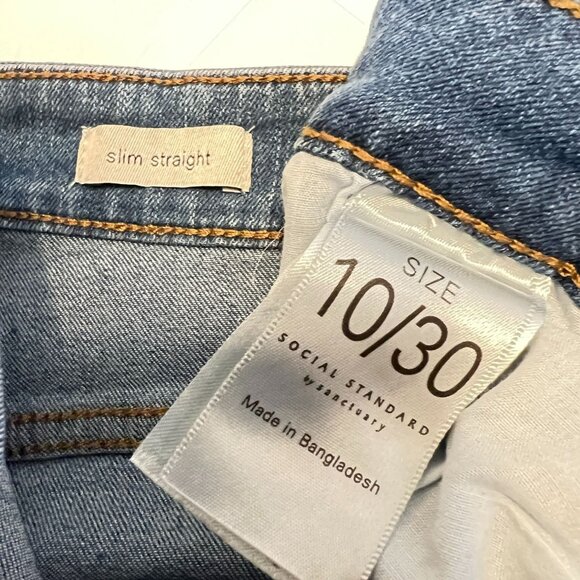 slim straight
SIZE
10/30
SOCIAL STANDARD
by sanctuary
Made in Bangladesh